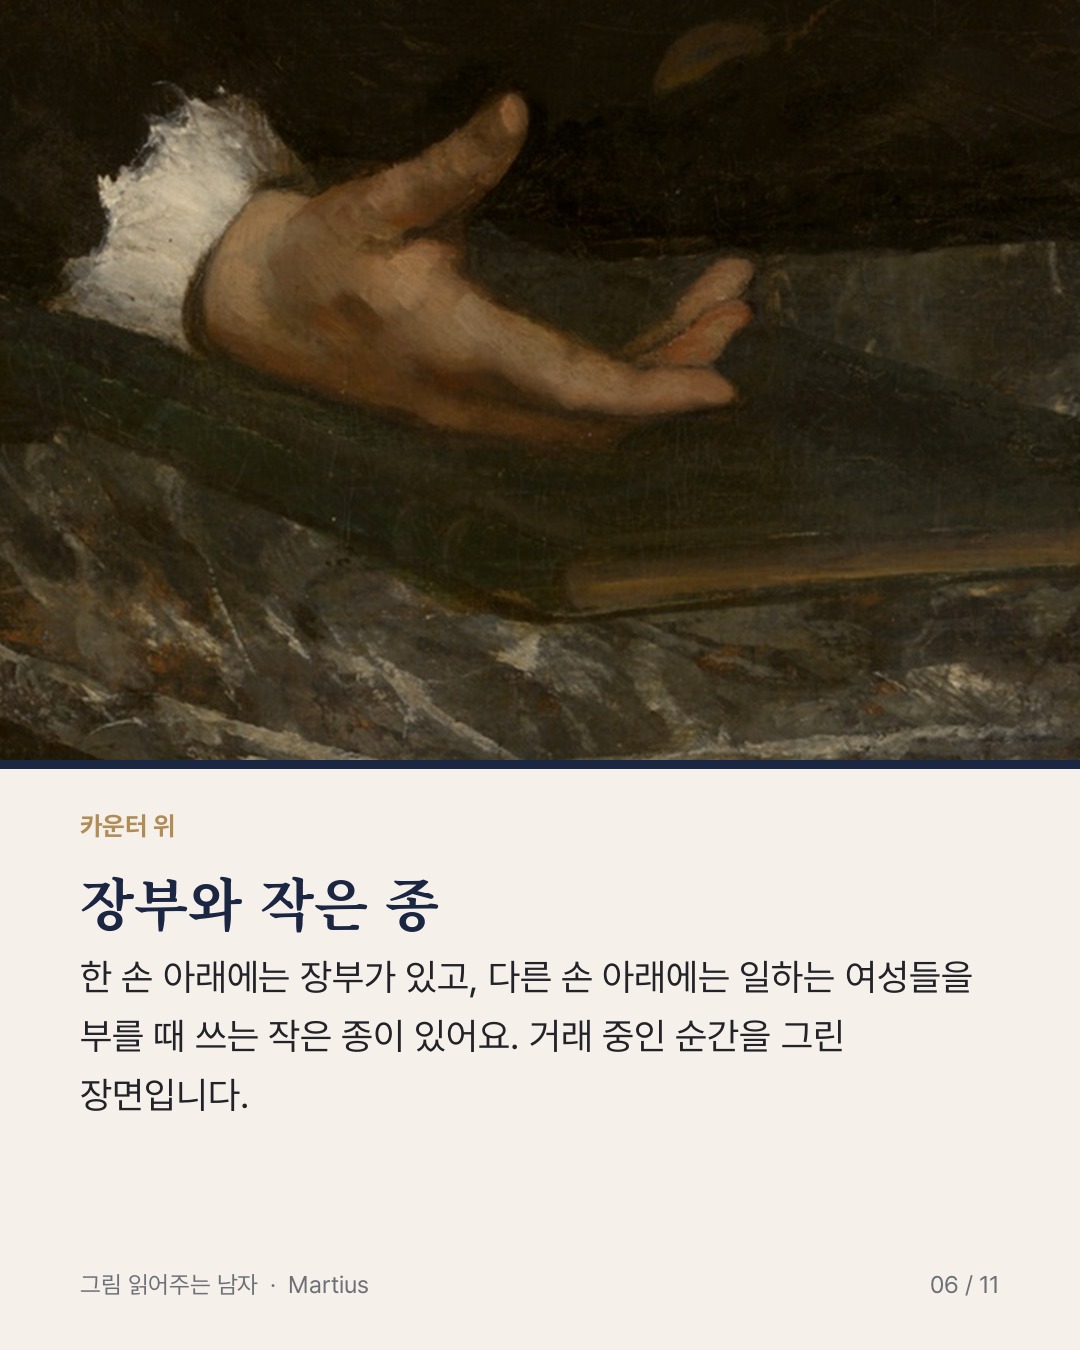 카운터 위
장부와 작은 종
한 손 아래에는 장부가 있고, 다른 손 아래에는 일하는 여성들을
부를 때 쓰는 작은 종이 있어요. 거래 중인 순간을 그린
장면입니다.
그림 읽어주는 남자 · Martius
06 / 11